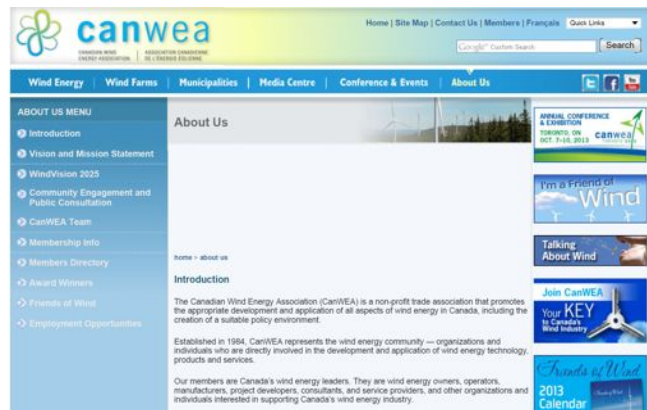 Home | Site Map | Contact Us | Members | Français
Quick Links
canwea
CANADIAN WIND ENERGY ASSOCIATION
ASSOCIATION CANADIENNE DE L'ÉNERGIE ÉOLIENNE
Google™ Custom Search
Search
Wind Energy | Wind Farms | Municipalities | Media Centre | Conference & Events | About Us
ABOUT US MENU
Introduction
Vision and Mission Statement
WindVision 2025
Community Engagement and
Public Consultation
CanWEA Team
Membership Info
Members Directory
Award Winners
Friends of Wind
Employment Opportunities
About Us
home » about us
Introduction
The Canadian Wind Energy Association (CanWEA) is a non-profit trade association that promotes
the appropriate development and application of all aspects of wind energy in Canada, including the
creation of a suitable policy environment.
Established in 1984, CanWEA represents the wind energy community — organizations and
individuals who are directly involved in the development and application of wind energy technology,
products and services.
Our members are Canada's wind energy leaders. They are wind energy owners, operators,
manufacturers, project developers, consultants, and service providers, and other organizations and
individuals interested in supporting Canada's wind energy industry.
ANNUAL CONFERENCE
& EXHIBITION
TORONTO, ON
OCT. 7-10, 2013
canwea
I'm a Friend of
Wind
Talking
About Wind
Join CanWEA
Your KEY
to Canada's
Wind Industry
Friends of Wind
2013
Calendar